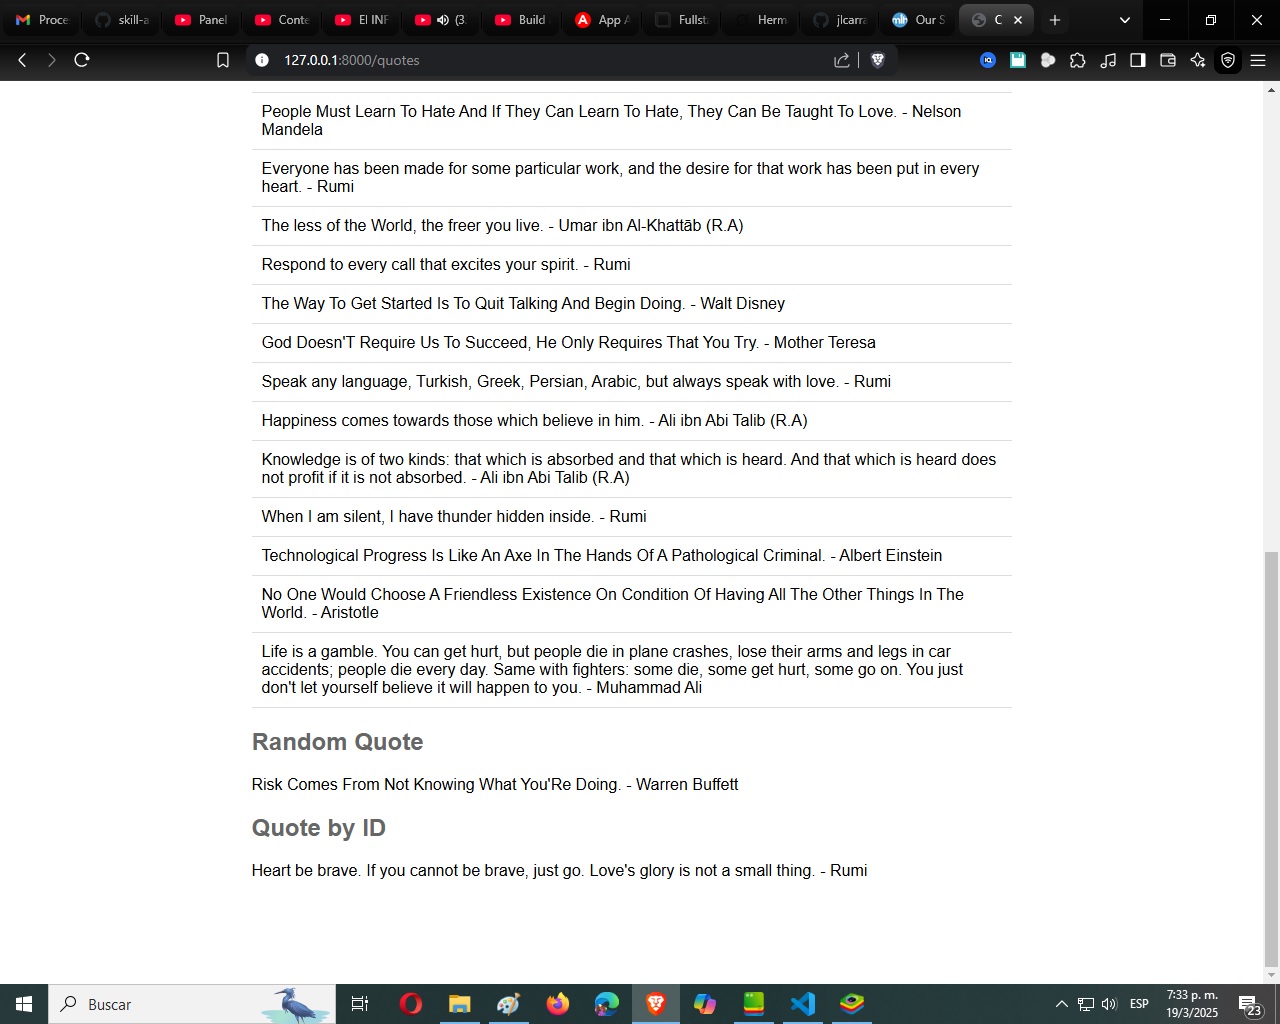 Proce
skill-a
Panel
Conte
El INF
(3
Build
App A
Fullst
Herm
jlcarra
Our S
C
127.0.0.1:8000/quotes
People Must Learn To Hate And If They Can Learn To Hate, They Can Be Taught To Love. - Nelson
Mandela
Everyone has been made for some particular work, and the desire for that work has been put in every
heart. - Rumi
The less of the World, the freer you live. - Umar ibn Al-Khattāb (R.A)
Respond to every call that excites your spirit. - Rumi
The Way To Get Started Is To Quit Talking And Begin Doing. - Walt Disney
God Doesn'T Require Us To Succeed, He Only Requires That You Try. - Mother Teresa
Speak any language, Turkish, Greek, Persian, Arabic, but always speak with love. - Rumi
Happiness comes towards those which believe in him. - Ali ibn Abi Talib (R.A)
Knowledge is of two kinds: that which is absorbed and that which is heard. And that which is heard does
not profit if it is not absorbed. - Ali ibn Abi Talib (R.A)
When I am silent, I have thunder hidden inside. - Rumi
Technological Progress Is Like An Axe In The Hands Of A Pathological Criminal. - Albert Einstein
No One Would Choose A Friendless Existence On Condition Of Having All The Other Things In The
World. - Aristotle
Life is a gamble. You can get hurt, but people die in plane crashes, lose their arms and legs in car
accidents; people die every day. Same with fighters: some die, some get hurt, some go on. You just
don't let yourself believe it will happen to you. - Muhammad Ali
Random Quote
Risk Comes From Not Knowing What You'Re Doing. - Warren Buffett
Quote by ID
Heart be brave. If you cannot be brave, just go. Love's glory is not a small thing. - Rumi
Buscar
ESP
7:33 p. m.
19/3/2025
23